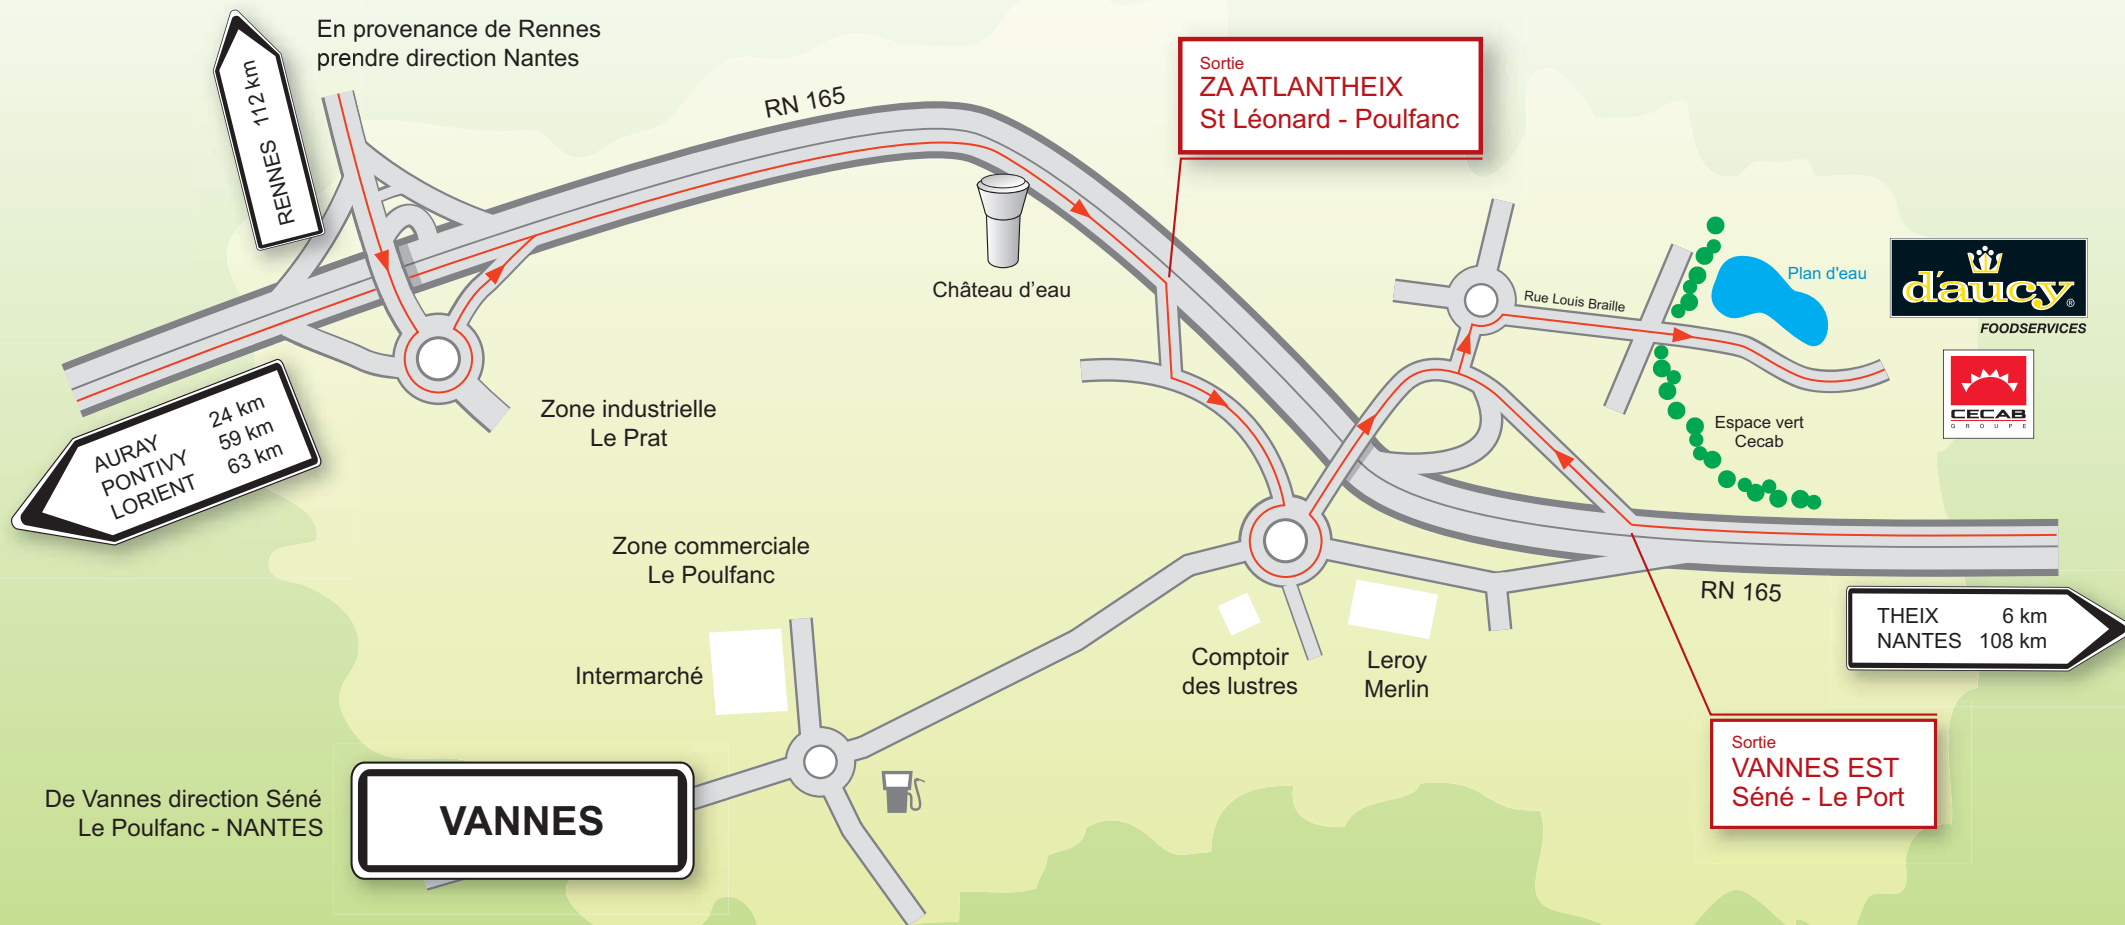 En provenance de Rennes
prendre direction Nantes
RENNES 112 km
RN 165
Sortie
ZA ATLANTHEIX
St Léonard - Poulfanc
Château d'eau
Rue Louis Braille
Plan d'eau
d'aucy®
FOODSERVICES
CECAB
GROUPE
Espace vert
Cecab
AURAY 24 km
PONTIVY 59 km
LORIENT 63 km
Zone industrielle
Le Prat
Zone commerciale
Le Poulfanc
Intermarché
Comptoir
des lustres
Leroy
Merlin
RN 165
THEIX 6 km
NANTES 108 km
Sortie
VANNES EST
Séné - Le Port
De Vannes direction Séné
Le Poulfanc - NANTES
VANNES